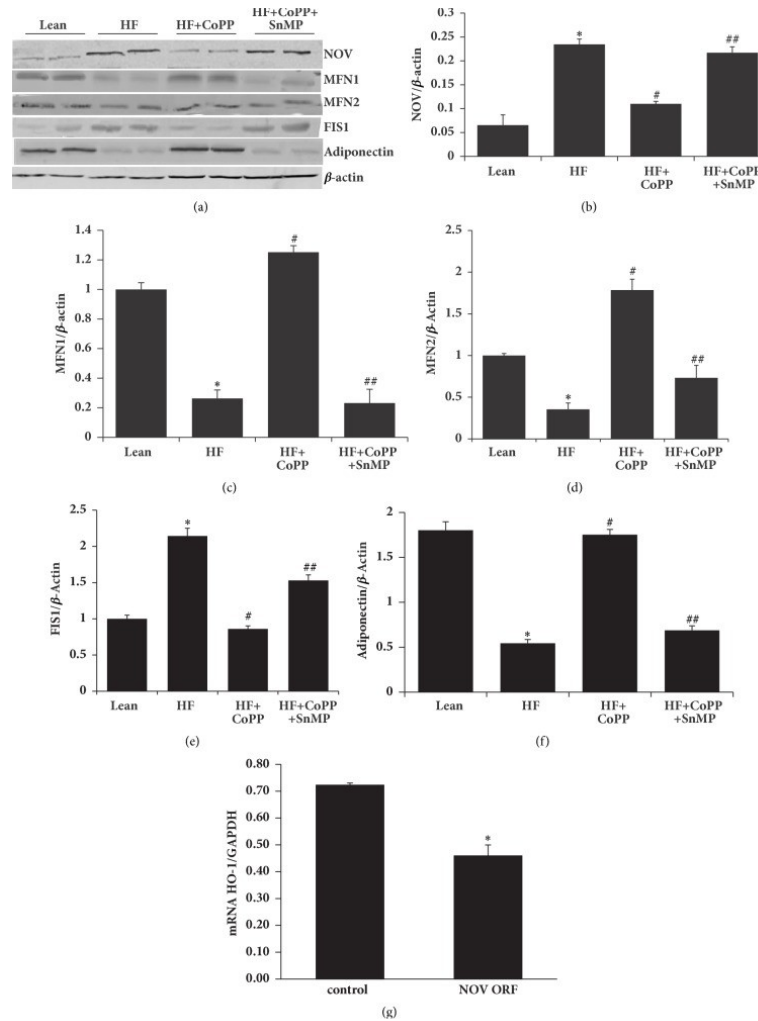 Lean HF HF+CoPP HF+CoPP+
SnMP
NOV
MFN1
MFN2
FIS1
Adiponectin
β-actin
(a)
NOV/β-actin
0.3
0.25
0.2
0.15
0.1
0.05
0
*
#
##
Lean HF HF+ HF+CoPP
CoPP +SnMP
(b)
MFN1/β-actin
1.4
1.2
1
0.8
0.6
0.4
0.2
0
*
#
##
Lean HF HF+ HF+CoPP
CoPP +SnMP
(c)
MFN2/β-Actin
2.5
2
1.5
1
0.5
0
*
#
##
Lean HF HF+ HF+CoPP
CoPP +SnMP
(d)
FIS1/β-Actin
2.5
2
1.5
1
0.5
0
*
#
##
Lean HF HF+ HF+CoPP
CoPP +SnMP
(e)
Adiponectin/β-Actin
2
1.5
1
0.5
0
*
#
##
Lean HF HF+ HF+CoPP
CoPP +SnMP
(f)
mRNA HO-1/GAPDH
0.80
0.70
0.60
0.50
0.40
0.30
0.20
0.10
0.00
*
control NOV ORF
(g)